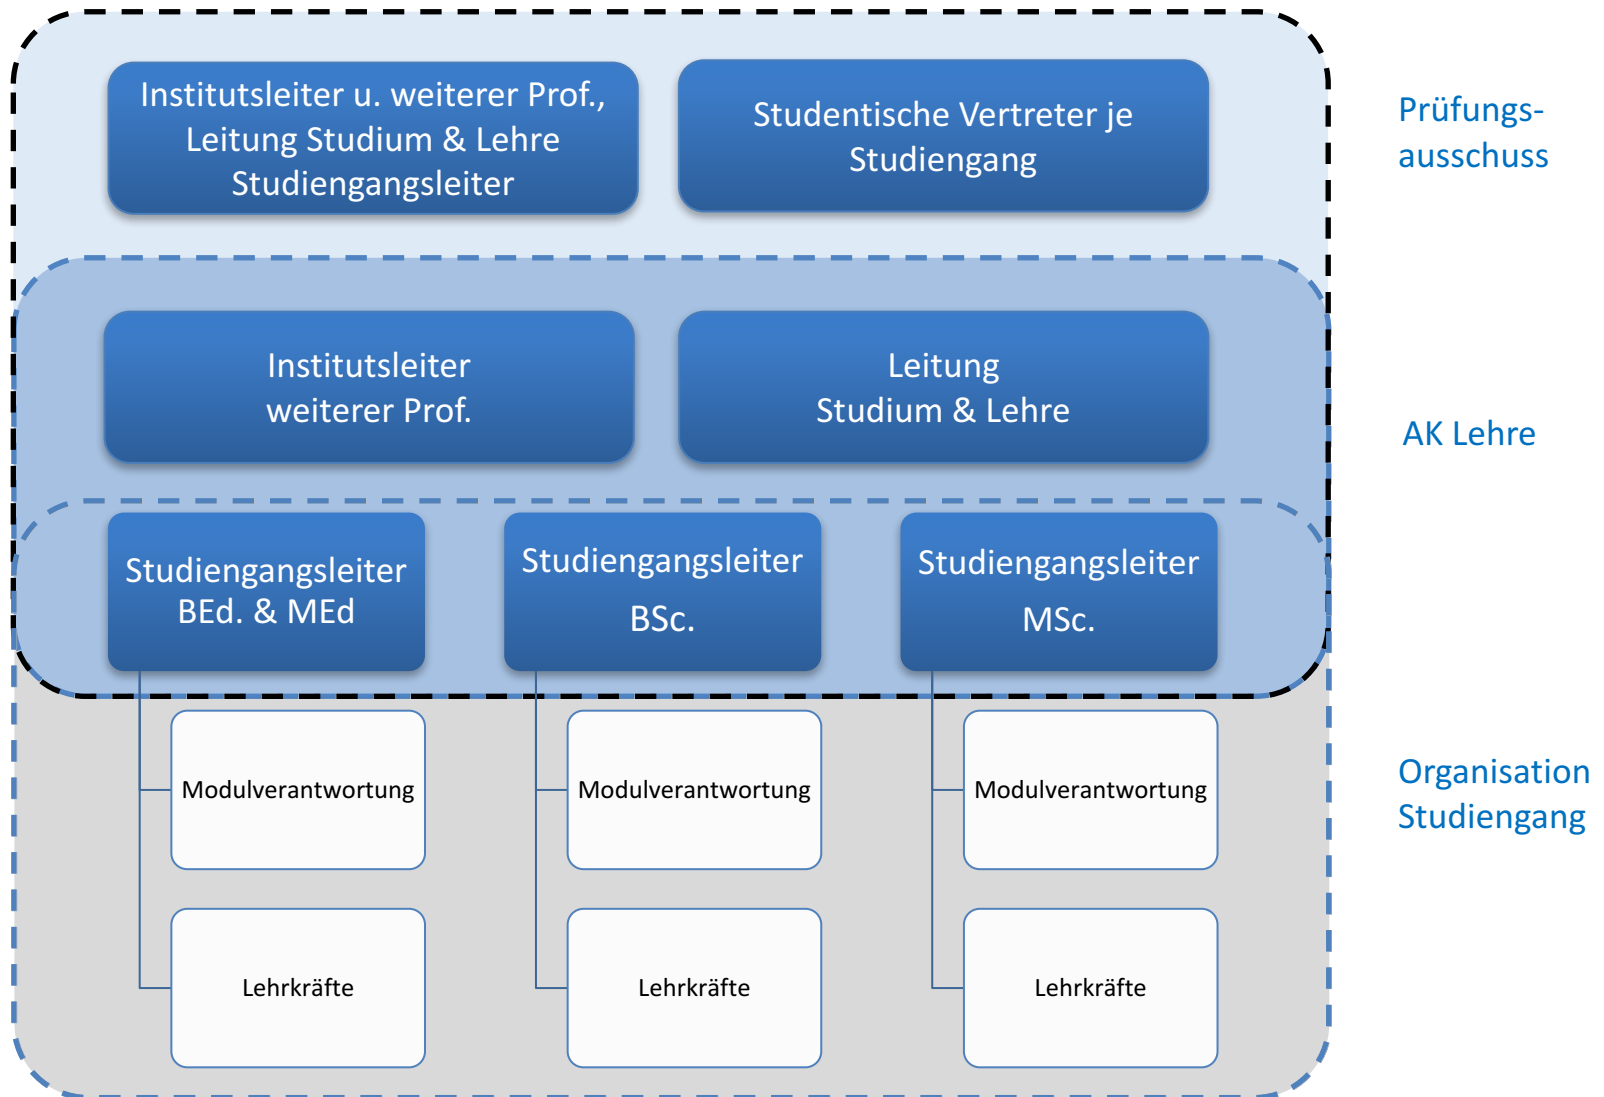 Institutsleiter u. weiterer Prof.,
Leitung Studium & Lehre
Studiengangsleiter
Studentische Vertreter je
Studiengang
Prüfungs-
ausschuss
Institutsleiter
weiterer Prof.
Leitung
Studium & Lehre
AK Lehre
Studiengangsleiter
BEd. & MEd
Studiengangsleiter
BSc.
Studiengangsleiter
MSc.
Modulverantwortung
Modulverantwortung
Modulverantwortung
Organisation
Studiengang
Lehrkräfte
Lehrkräfte
Lehrkräfte